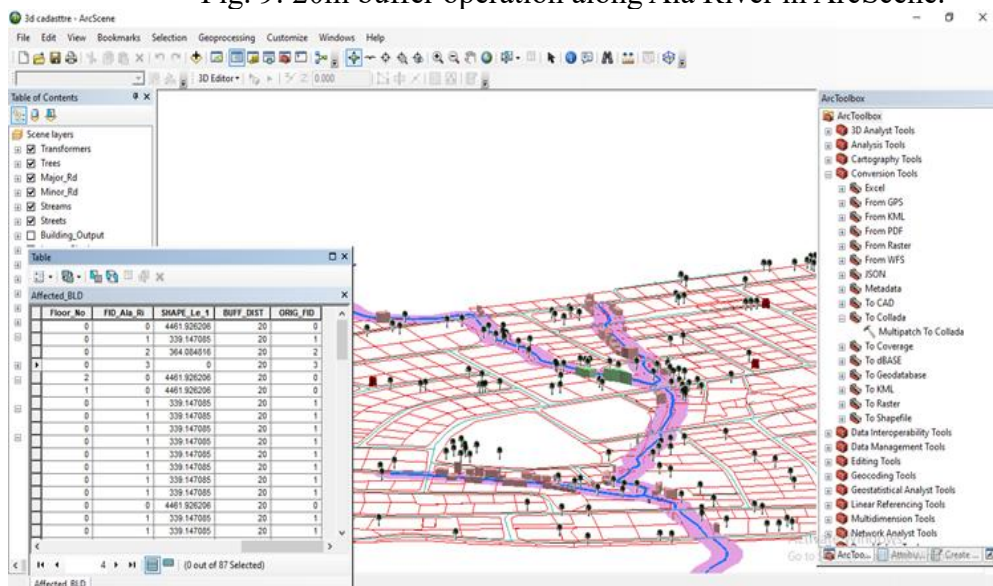 Fig. 9: 20m buffer operation along Ala River in ArcScene.
3d cadasttre - ArcScene
File Edit View Bookmarks Selection Geoprocessing Customize Windows Help
3D Editor
0.000
Table of Contents
Scene layers
Transformers
Trees
Major_Rd
Minor_Rd
Streams
Streets
Building_Output
Table
Affected_BLD
Floor_No FID_Ala_Ri SHAPE_Le_1 BUFF_DIST ORIG_FID
0 0 4461.926206 20 0
0 1 339.147085 20 1
0 2 364.084816 20 2
0 3 0 20 3
2 0 4461.926206 20 0
1 0 4461.926206 20 0
0 1 339.147085 20 1
0 1 339.147085 20 1
0 1 339.147085 20 1
0 1 339.147085 20 1
0 1 339.147085 20 1
0 1 339.147085 20 1
0 1 339.147085 20 1
0 0 4461.926206 20 0
0 1 339.147085 20 1
0 1 339.147085 20 1
4
(0 out of 87 Selected)
Affected_BLD
ArcToolbox
ArcToolbox
3D Analyst Tools
Analysis Tools
Cartography Tools
Conversion Tools
Excel
From GPS
From KML
From PDF
From Raster
From WFS
JSON
Metadata
To CAD
To Collada
Multipatch To Collada
To Coverage
To dBASE
To Geodatabase
To KML
To Raster
To Shapefile
Data Interoperability Tools
Data Management Tools
Editing Tools
Geocoding Tools
Geostatistical Analyst Tools
Linear Referencing Tools
Multidimension Tools
Network Analyst Tools
ArcToo... Attribu... Create ...